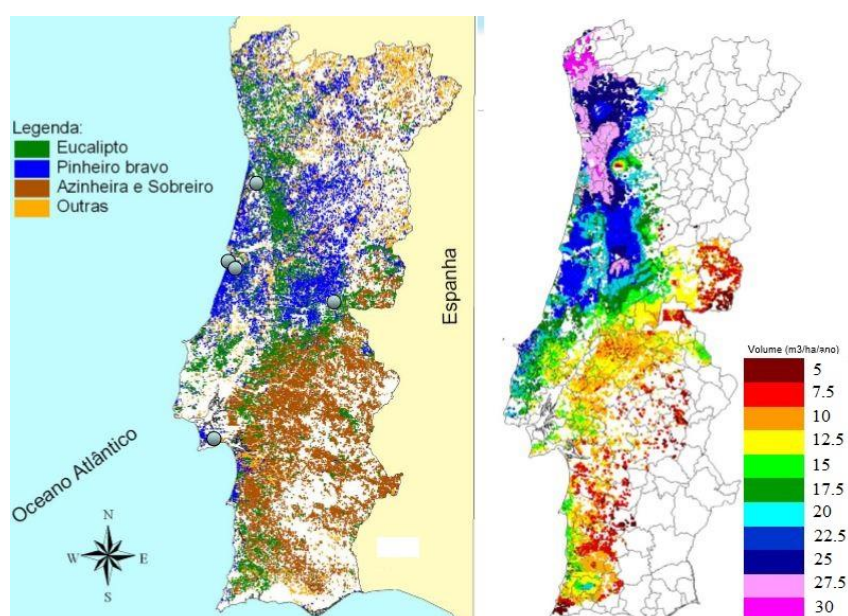 Legenda:
Eucalipto
Pinheiro bravo
Azinheira e Sobreiro
Outras
Espanha
Oceano Atlântico
N
W E
S
Volume (m3/ha/ano)
5
7.5
10
12.5
15
17.5
20
22.5
25
27.5
30